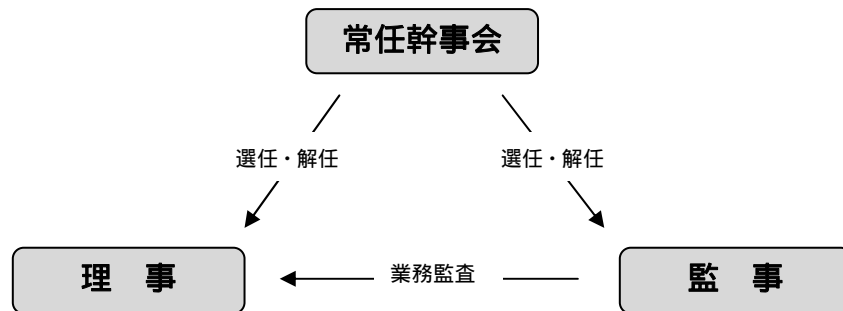 常任幹事会
選任・解任
選任・解任
理　事
業務監査
監　事